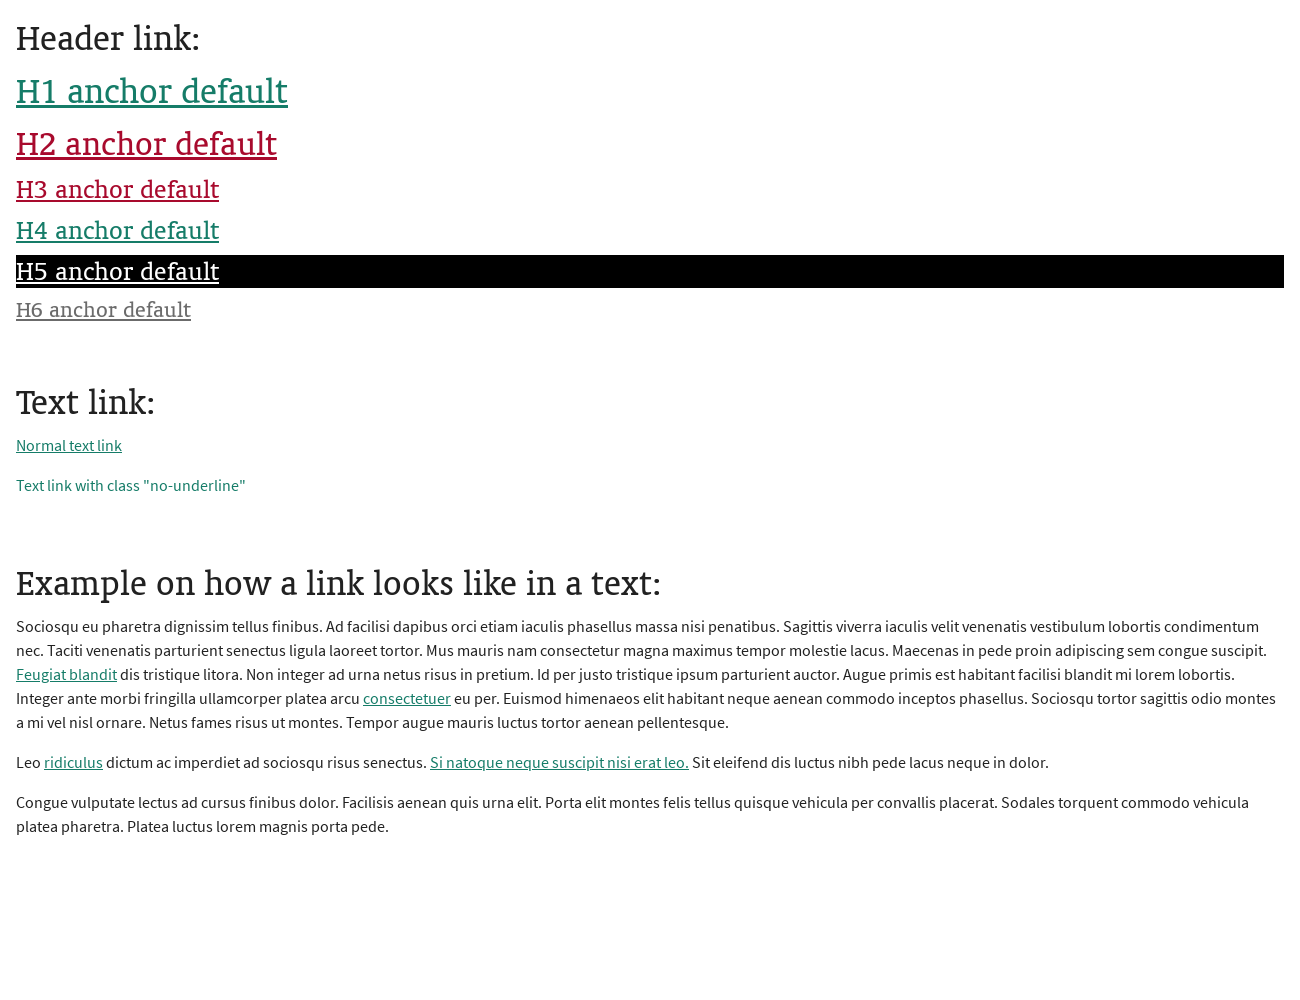 Header link:
H1 anchor default
H2 anchor default
H3 anchor default
H4 anchor default
H5 anchor default
H6 anchor default
Text link:
Normal text link
Text link with class "no-underline"
Example on how a link looks like in a text:
Sociosqu eu pharetra dignissim tellus finibus. Ad facilisi dapibus orci etiam iaculis phasellus massa nisi penatibus. Sagittis viverra iaculis velit venenatis vestibulum lobortis condimentum
nec. Taciti venenatis parturient senectus ligula laoreet tortor. Mus mauris nam consectetur magna maximus tempor molestie lacus. Maecenas in pede proin adipiscing sem congue suscipit.
Feugiat blandit dis tristique litora. Non integer ad urna netus risus in pretium. Id per justo tristique ipsum parturient auctor. Augue primis est habitant facilisi blandit mi lorem lobortis.
Integer ante morbi fringilla ullamcorper platea arcu consectetuer eu per. Euismod himenaeos elit habitant neque aenean commodo inceptos phasellus. Sociosqu tortor sagittis odio montes
a mi vel nisl ornare. Netus fames risus ut montes. Tempor augue mauris luctus tortor aenean pellentesque.
Leo ridiculus dictum ac imperdiet ad sociosqu risus senectus. Si natoque neque suscipit nisi erat leo. Sit eleifend dis luctus nibh pede lacus neque in dolor.
Congue vulputate lectus ad cursus finibus dolor. Facilisis aenean quis urna elit. Porta elit montes felis tellus quisque vehicula per convallis placerat. Sodales torquent commodo vehicula
platea pharetra. Platea luctus lorem magnis porta pede.